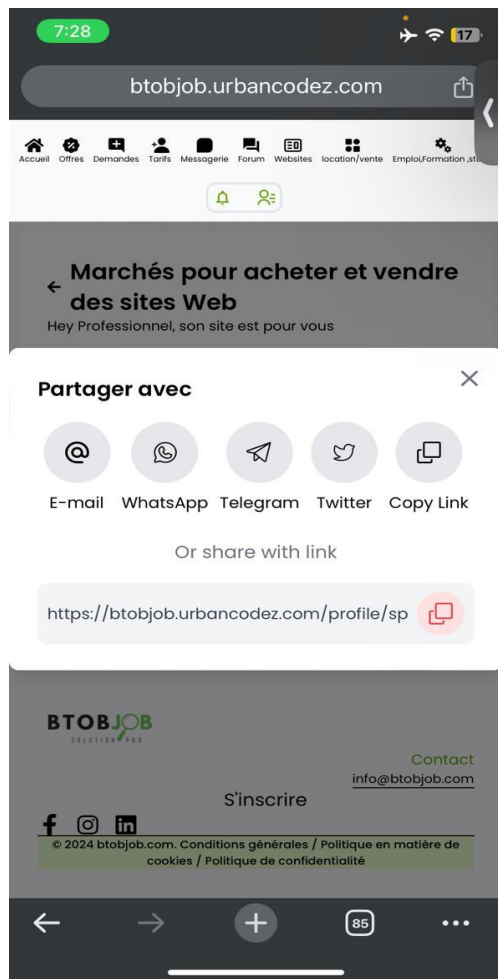 7:28
17
btobjob.urbancodez.com
Accueil Offres Demandes Tarifs Messagerie Forum Websites location/vente Emploi,Formation ,sta
Marchés pour acheter et vendre
des sites Web
Hey Professionnel, son site est pour vous
Partager avec
E-mail WhatsApp Telegram Twitter Copy Link
Or share with link
https://btobjob.urbancodez.com/profile/sp
BTOBJOB
SOLUTION PRO
Contact
info@btobjob.com
S'inscrire
© 2024 btobjob.com. Conditions générales / Politique en matière de
cookies / Politique de confidentialité
85